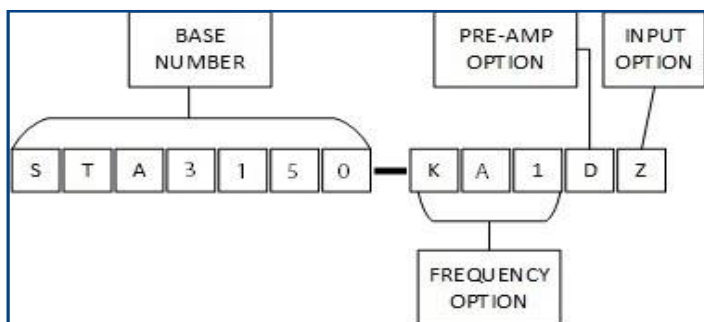 BASE
NUMBER
PRE-AMP
OPTION
INPUT
OPTION
S T A 3 1 5 0 — K A 1 D Z
FREQUENCY
OPTION